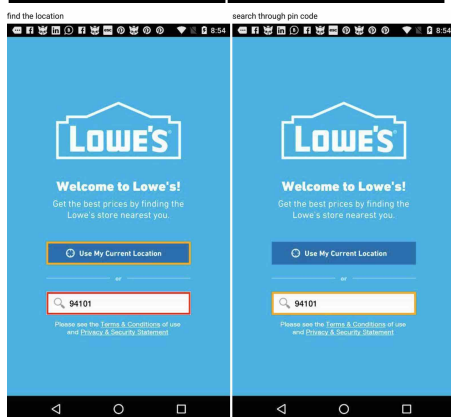 find the location
8:54
LOWE'S
Welcome to Lowe's!
Get the best prices by finding the
Lowe's store nearest you.
Use My Current Location
or
94101
Please see the Terms & Conditions of use
and Privacy & Security Statement
search through pin code
8:54
LOWE'S
Welcome to Lowe's!
Get the best prices by finding the
Lowe's store nearest you.
Use My Current Location
or
94101
Please see the Terms & Conditions of use
and Privacy & Security Statement